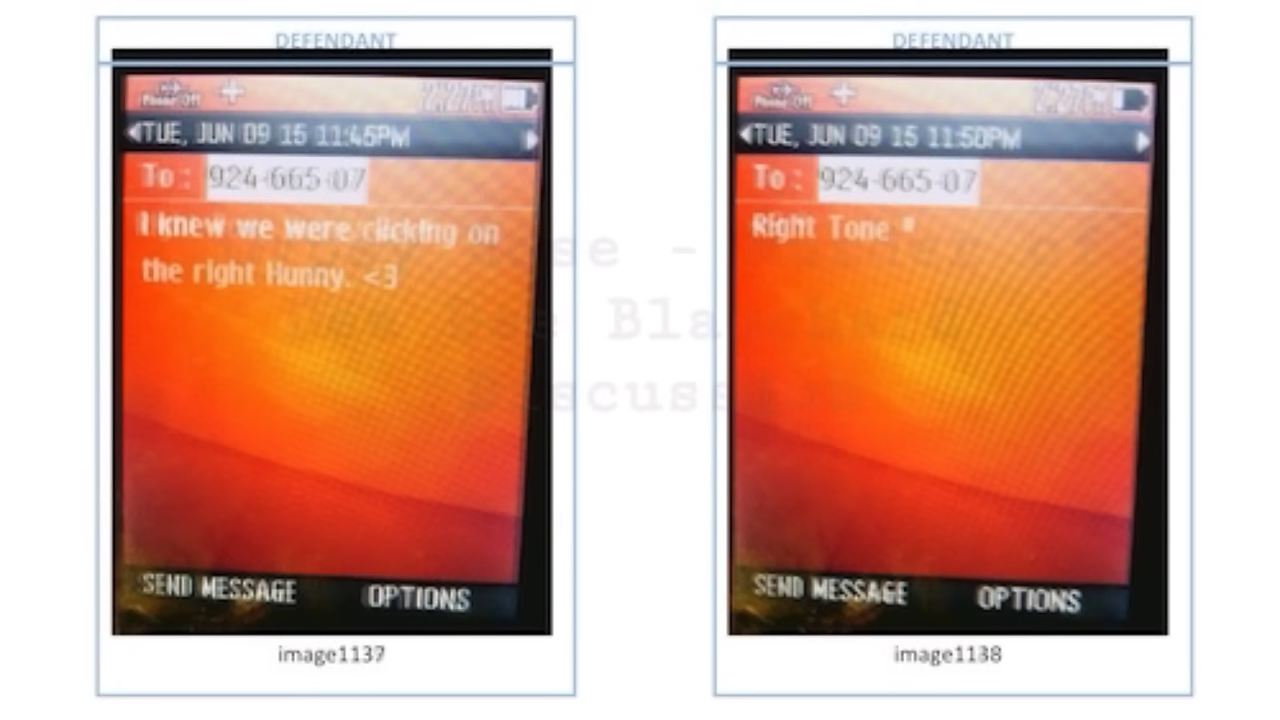 DEFENDANT
TUE, JUN 09 15 11:45PM
To: 924-665-07
I knew we were clicking on
the right Hunny. <3
SEND MESSAGE OPTIONS
image1137
DEFENDANT
TUE, JUN 09 15 11:50PM
To: 924-665-07
Right Tone *
SEND MESSAGE OPTIONS
image1138